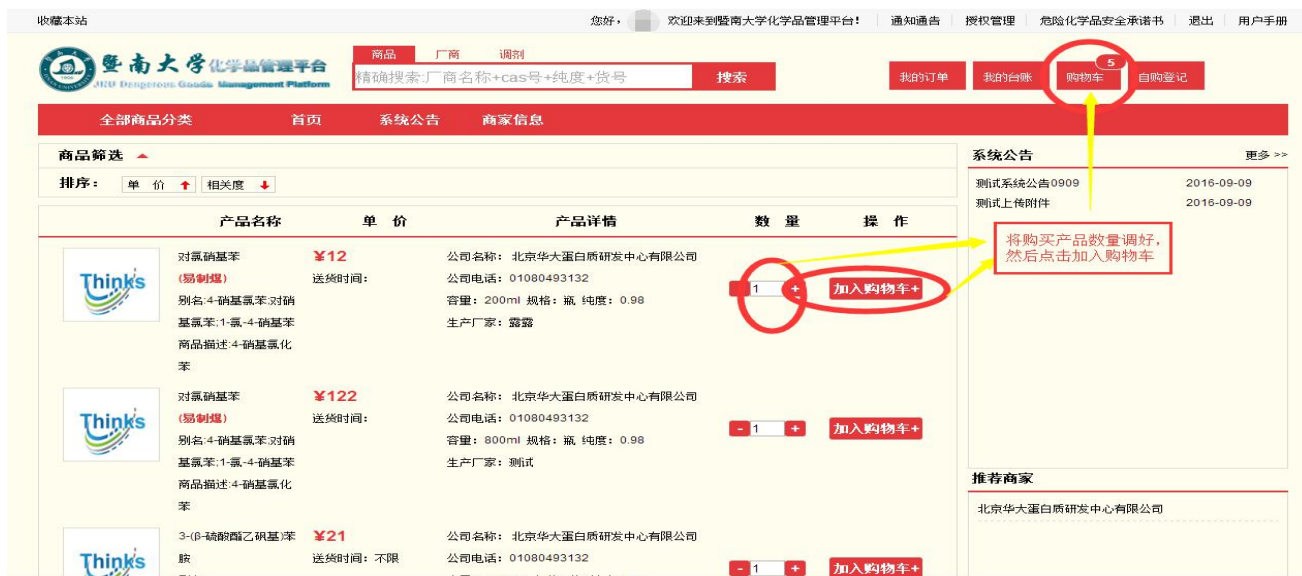 收藏本站
您好， 欢迎来到暨南大学化学品管理平台！ 通知通告 授权管理 危险化学品安全承诺书 退出 用户手册
商品 厂商 调剂
暨南大学化学品管理平台
JNU Dangerous Goods Management Platform
精确搜索:厂商名称+cas号+纯度+货号 搜索
我的订单 我的台账 购物车 5 自购登记
全部商品分类 首页 系统公告 商家信息
商品筛选
排序： 单 价 相关度
产品名称 单 价 产品详情 数 量 操 作
Thinks
对氯硝基苯
(易制爆)
别名:4-硝基氯苯;对硝
基氯苯;1-氯-4-硝基苯
商品描述:4-硝基氯化
苯
¥12
送货时间：
公司名称： 北京华大蛋白质研发中心有限公司
公司电话：01080493132
容量：200ml 规格：瓶 纯度：0.98
生产厂家：露露
- 1 +
加入购物车+
Thinks
对氯硝基苯
(易制爆)
别名:4-硝基氯苯;对硝
基氯苯;1-氯-4-硝基苯
商品描述:4-硝基氯化
苯
¥122
送货时间：
公司名称： 北京华大蛋白质研发中心有限公司
公司电话：01080493132
容量：800ml 规格：瓶 纯度：0.98
生产厂家：测试
- 1 +
加入购物车+
Thinks
3-(β-硫酸酯乙砜基)苯
胺
¥21
送货时间：不限
公司名称： 北京华大蛋白质研发中心有限公司
公司电话：01080493132
- 1 +
加入购物车+
系统公告 更多 >>
测试系统公告0909 2016-09-09
测试上传附件 2016-09-09
将购买产品数量调好，
然后点击加入购物车
推荐商家
北京华大蛋白质研发中心有限公司